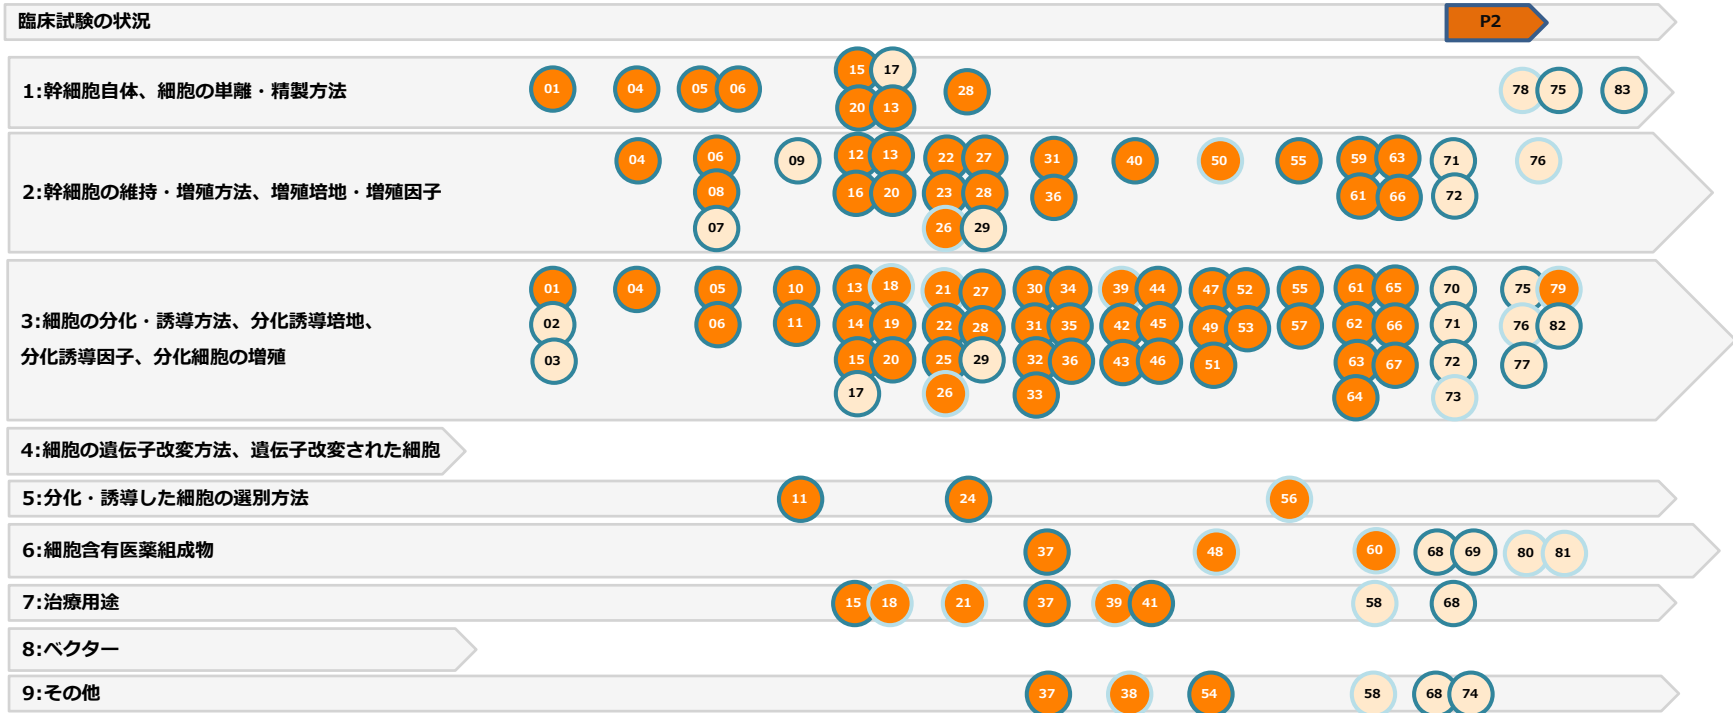 臨床試験の状況
P2
1:幹細胞自体、細胞の単離・精製方法
01 04 05 06 15 17 20 13 28 78 75 83
2:幹細胞の維持・増殖方法、増殖培地・増殖因子
04 06 09 12 13 22 27 31 40 50 55 59 63 71 76
08 16 20 23 28 36 61 66 72
07 26 29
3:細胞の分化・誘導方法、分化誘導培地、
分化誘導因子、分化細胞の増殖
01 04 05 10 13 18 21 27 30 34 39 44 47 52 55 61 65 70 75 79
02 06 11 14 19 22 28 31 35 42 45 49 53 57 62 66 71 76 82
03 15 20 25 29 32 36 43 46 51 63 67 72 77
17 26 33 64 73
4:細胞の遺伝子改変方法、遺伝子改変された細胞
5:分化・誘導した細胞の選別方法
11 24 56
6:細胞含有医薬組成物
37 48 60 68 69 80 81
7:治療用途
15 18 21 37 39 41 58 68
8:ベクター
9:その他
37 38 54 58 68 74